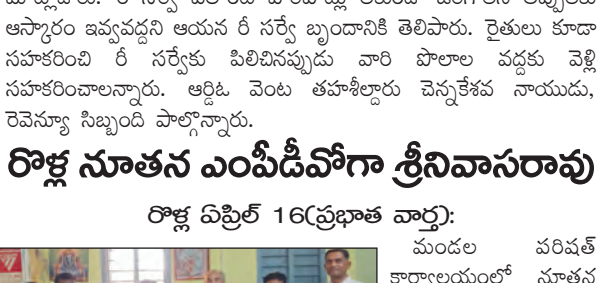 ఆస్కారం ఇవ్వవద్దని ఆయన రీ సర్వే బృందానికి తెలిపారు. రైతులు కూడా
సహకరించి రీ సర్వేకు పిలిచినప్పుడు వారి పొలాల వద్దకు వెళ్లి
సహకరించాలన్నారు. ఆర్డిఓ వెంట తహశీల్దారు చెన్నకేశవ నాయుడు,
రెవెన్యూ సిబ్బంది పాల్గొన్నారు.
రొళ్ల నూతన ఎంపీడీవోగా శ్రీనివాసరావు
రొళ్ల ఏప్రిల్ 16(ప్రభాత వార్త):
మండల పరిషత్
కార్యాలయంలో నూతన